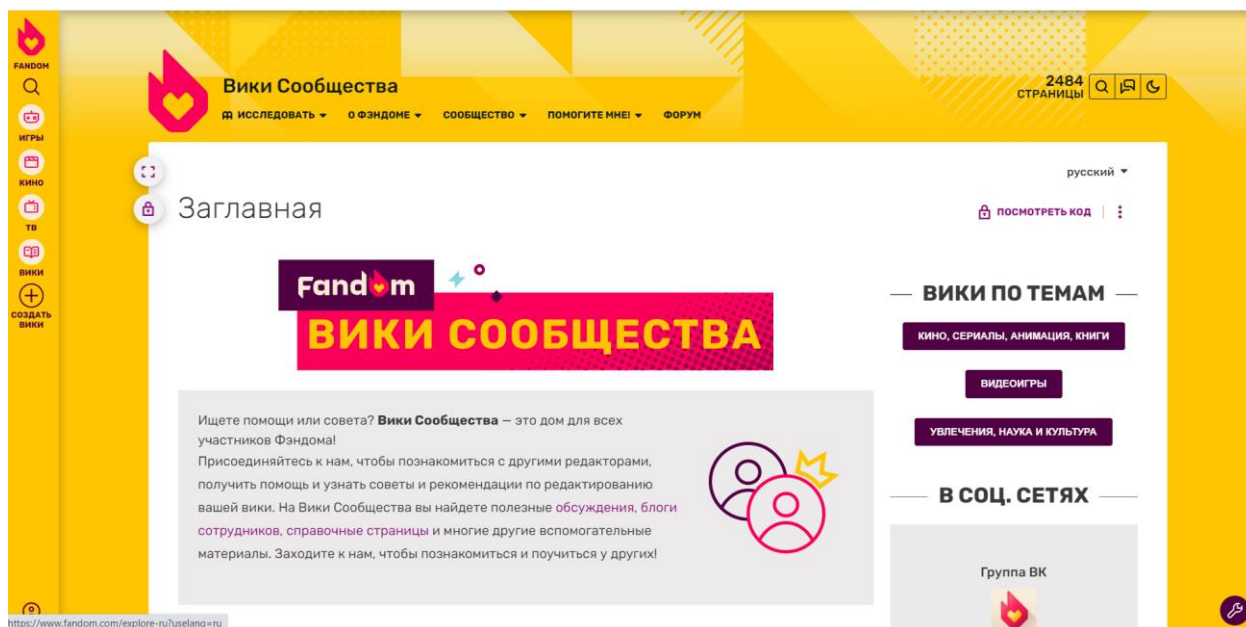 FANDOM
ИГРЫ
КИНО
ТВ
ВИКИ
СОЗДАТЬ
ВИКИ
Вики Сообщества
ИССЛЕДОВАТЬ О ФЭНДОМЕ СООБЩЕСТВО ПОМОГИТЕ МНЕ! ФОРУМ
2484
СТРАНИЦЫ
русский
Заглавная
ПОСМОТРЕТЬ КОД
Fandom
ВИКИ СООБЩЕСТВА
Ищете помощи или совета? Вики Сообщества — это дом для всех
участников Фэндома!
Присоединяйтесь к нам, чтобы познакомиться с другими редакторами,
получить помощь и узнать советы и рекомендации по редактированию
вашей вики. На Вики Сообщества вы найдете полезные обсуждения, блоги
сотрудников, справочные страницы и многие другие вспомогательные
материалы. Заходите к нам, чтобы познакомиться и поучиться у других!
ВИКИ ПО ТЕМАМ
КИНО, СЕРИАЛЫ, АНИМАЦИЯ, КНИГИ
ВИДЕОИГРЫ
УВЛЕЧЕНИЯ, НАУКА И КУЛЬТУРА
В СОЦ. СЕТЯХ
Группа ВК
https://www.fandom.com/explore-ru?uselang=ru